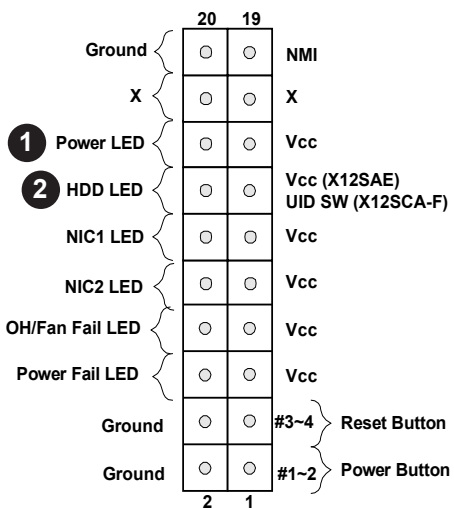 20 19
Ground NMI
X X
1 Power LED Vcc
2 HDD LED Vcc (X12SAE)
UID SW (X12SCA-F)
NIC1 LED Vcc
NIC2 LED Vcc
OH/Fan Fail LED Vcc
Power Fail LED Vcc
Ground #3~4 Reset Button
Ground #1~2 Power Button
2 1